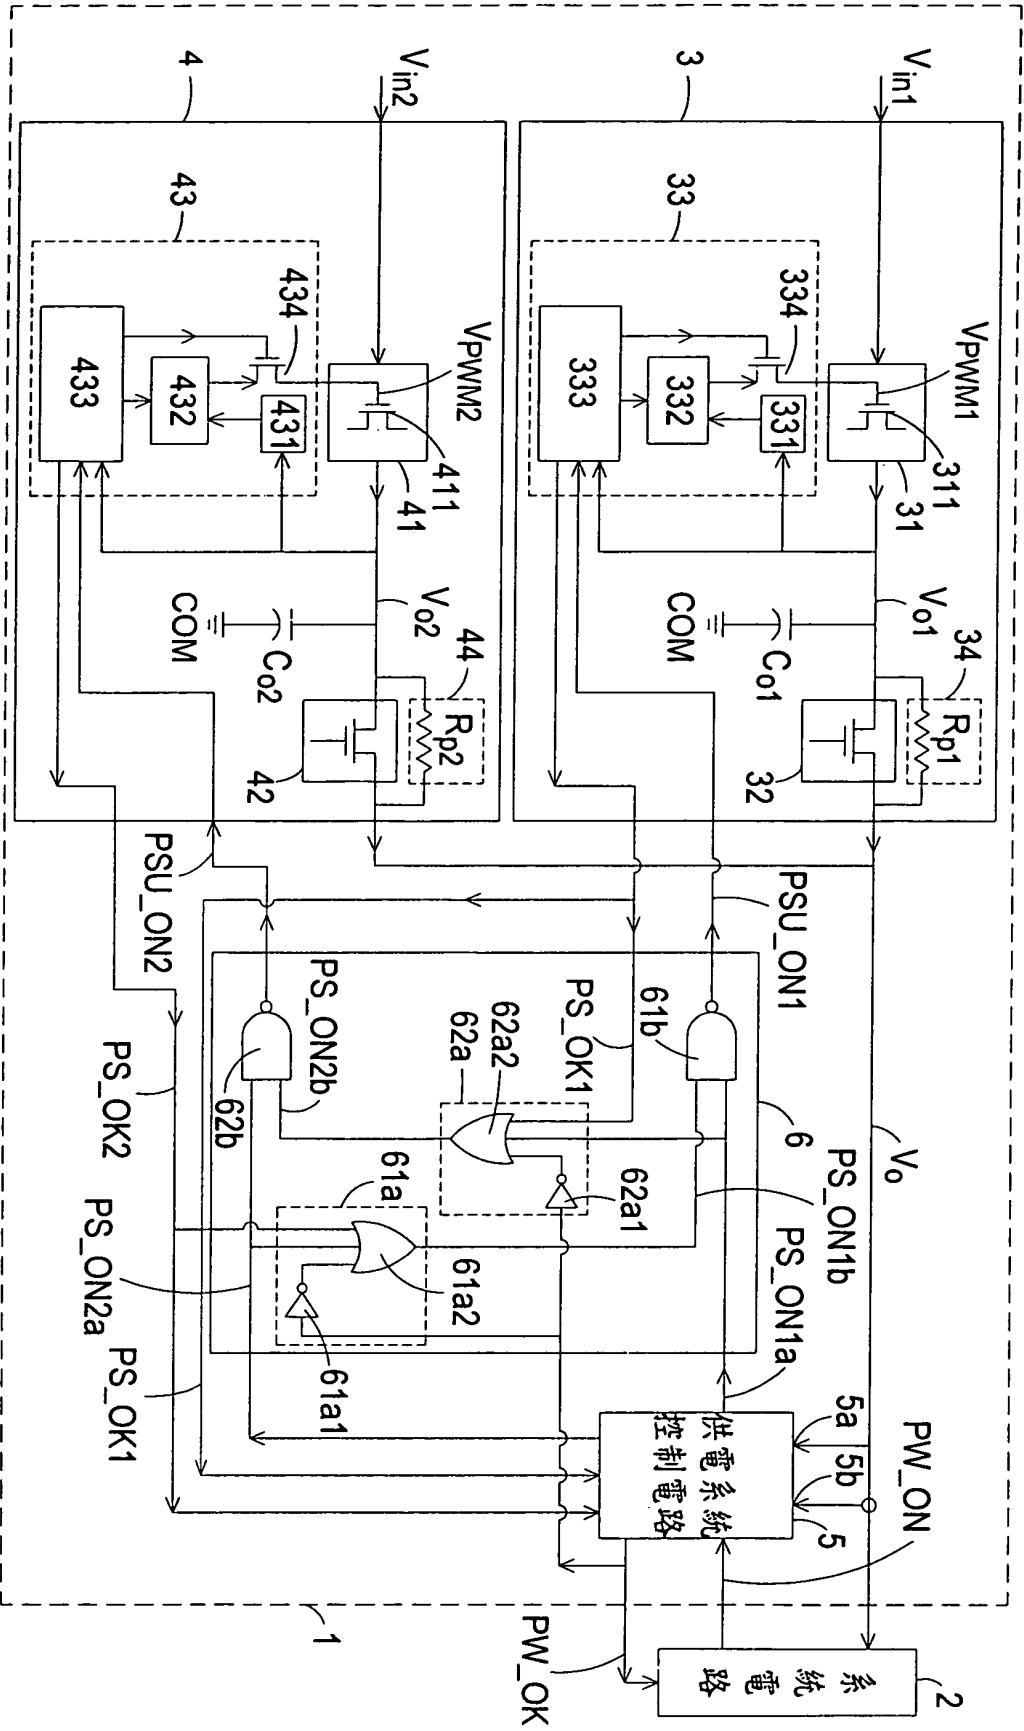 1
2
系統電路
PW_ON
PW_OK
5a
5b
5
供電系統
控制電路
Vo
PS_ON1b
PS_ON1a
6
PSU_ON1
61b
PS_OK1
62a2
62a
62a1
PS_ON2b
62b
61a
61a2
61a1
PSU_ON2
PS_OK2
PS_ON2a
PS_OK1
3
Vin1
33
334
VPWM1
311
31
331
332
333
Vo1
34
Rp1
Co1
COM
32
4
Vin2
43
434
VPWM2
411
41
431
432
433
Vo2
44
Rp2
Co2
COM
42